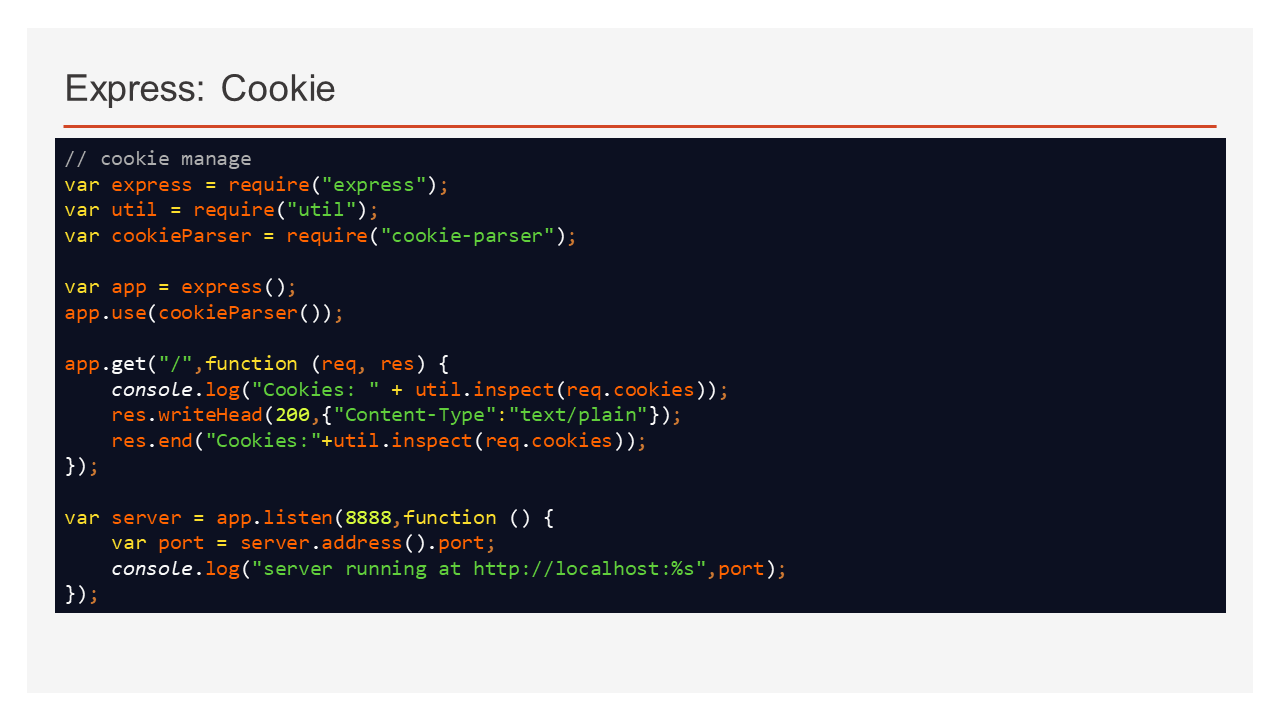 Express: Cookie
// cookie manage
var express = require("express");
var util = require("util");
var cookieParser = require("cookie-parser");
var app = express();
app.use(cookieParser());
app.get("/",function (req, res) {
    console.log("Cookies: " + util.inspect(req.cookies));
    res.writeHead(200,{"Content-Type":"text/plain"});
    res.end("Cookies:"+util.inspect(req.cookies));
});
var server = app.listen(8888,function () {
    var port = server.address().port;
    console.log("server running at http://localhost:%s",port);
});